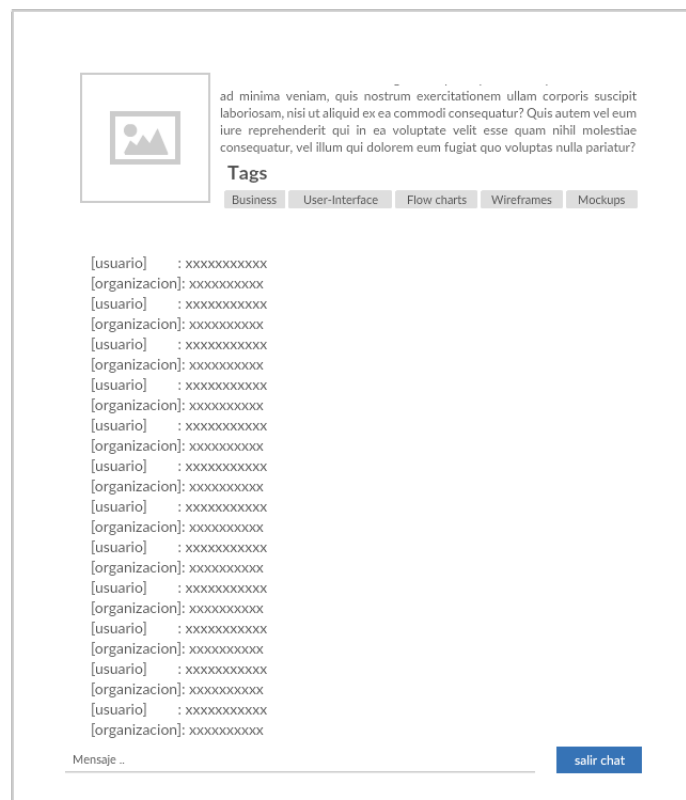 ad minima veniam, quis nostrum exercitationem ullam corporis suscipit
laboriosam, nisi ut aliquid ex ea commodi consequatur? Quis autem vel eum
iure reprehenderit qui in ea voluptate velit esse quam nihil molestiae
consequatur, vel illum qui dolorem eum fugiat quo voluptas nulla pariatur?
Tags
Business User-Interface Flow charts Wireframes Mockups
[usuario] : xxxxxxxxxxx
[organizacion]: xxxxxxxxxx
[usuario] : xxxxxxxxxxx
[organizacion]: xxxxxxxxxx
[usuario] : xxxxxxxxxxx
[organizacion]: xxxxxxxxxx
[usuario] : xxxxxxxxxxx
[organizacion]: xxxxxxxxxx
[usuario] : xxxxxxxxxxx
[organizacion]: xxxxxxxxxx
[usuario] : xxxxxxxxxxx
[organizacion]: xxxxxxxxxx
[usuario] : xxxxxxxxxxx
[organizacion]: xxxxxxxxxx
[usuario] : xxxxxxxxxxx
[organizacion]: xxxxxxxxxx
[usuario] : xxxxxxxxxxx
[organizacion]: xxxxxxxxxx
[usuario] : xxxxxxxxxxx
[organizacion]: xxxxxxxxxx
[usuario] : xxxxxxxxxxx
[organizacion]: xxxxxxxxxx
[usuario] : xxxxxxxxxxx
[organizacion]: xxxxxxxxxx
Mensaje .. salir chat